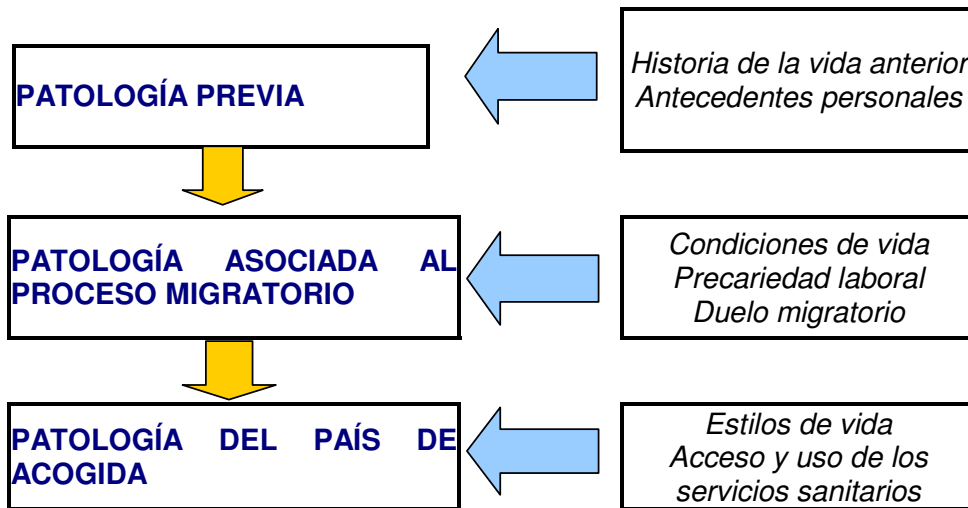 PATOLOGÍA PREVIA
Historia de la vida anterior
Antecedentes personales
PATOLOGÍA ASOCIADA AL
PROCESO MIGRATORIO
Condiciones de vida
Precariedad laboral
Duelo migratorio
PATOLOGÍA DEL PAÍS DE
ACOGIDA
Estilos de vida
Acceso y uso de los
servicios sanitarios